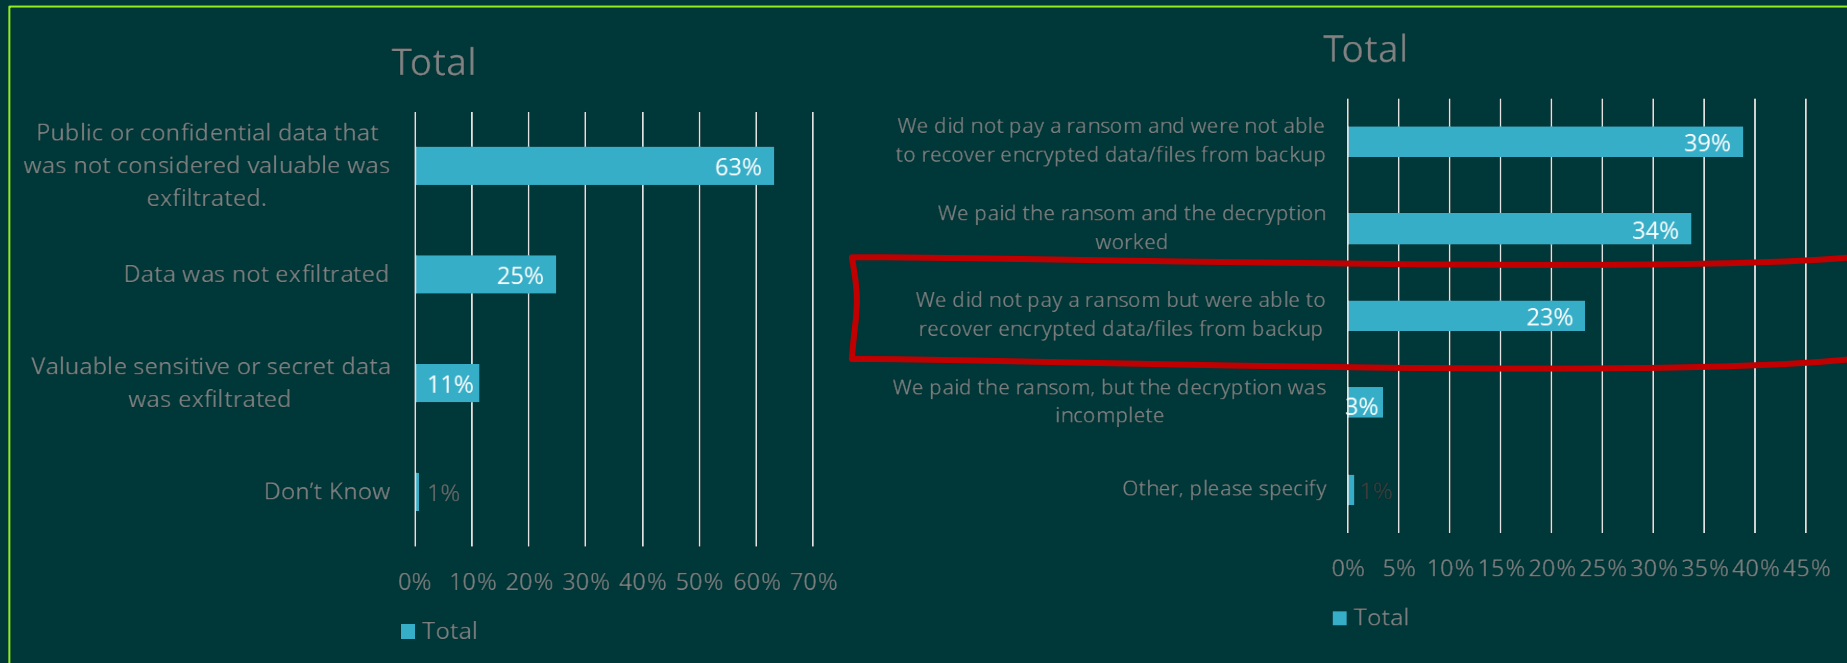 Total
Public or confidential data that
was not considered valuable was
exfiltrated.
63%
Data was not exfiltrated
25%
Valuable sensitive or secret data
was exfiltrated
11%
Don’t Know
1%
0% 10% 20% 30% 40% 50% 60% 70%
Total
Total
We did not pay a ransom and were not able
to recover encrypted data/files from backup
39%
We paid the ransom and the decryption
worked
34%
We did not pay a ransom but were able to
recover encrypted data/files from backup
23%
We paid the ransom, but the decryption was
incomplete
3%
Other, please specify
1%
0% 5% 10% 15% 20% 25% 30% 35% 40% 45%
Total